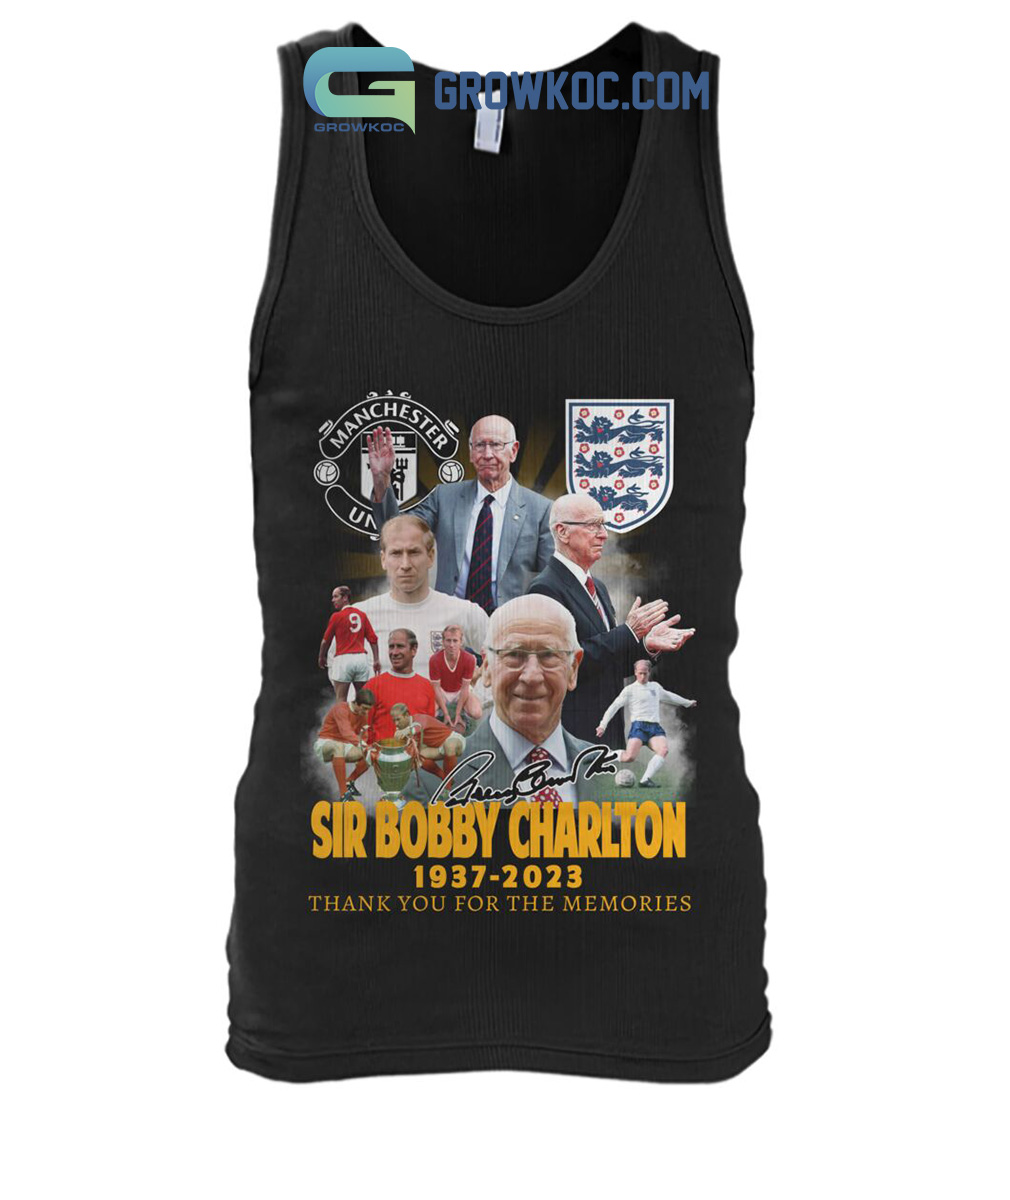 GROWKOC.COM
GROWKOC
MANCHESTER
UN
9
SIR BOBBY CHARLTON
1937-2023
THANK YOU FOR THE MEMORIES